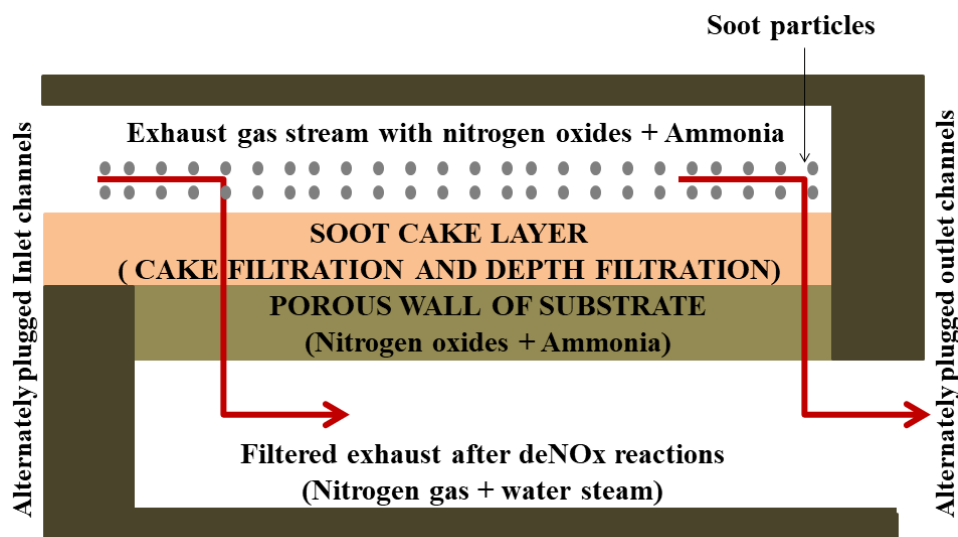 Soot particles
Exhaust gas stream with nitrogen oxides + Ammonia
SOOT CAKE LAYER
( CAKE FILTRATION AND DEPTH FILTRATION)
POROUS WALL OF SUBSTRATE
(Nitrogen oxides + Ammonia)
Filtered exhaust after deNOx reactions
(Nitrogen gas + water steam)
Alternately plugged Inlet channels
Alternately plugged outlet channels